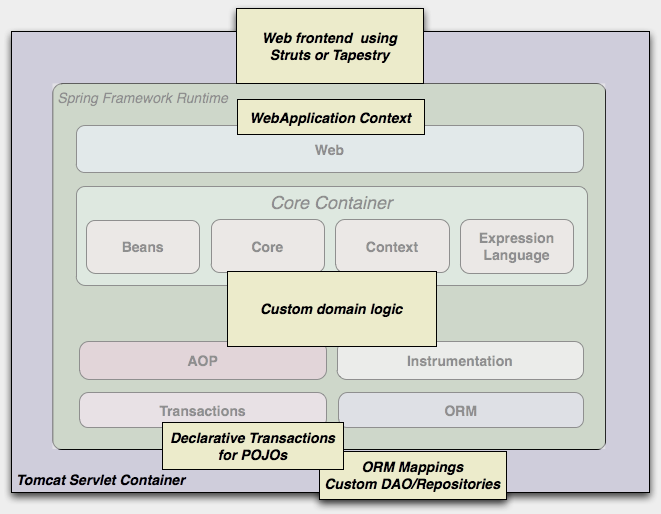 Web frontend using
Struts or Tapestry
Spring Framework Runtime
WebApplication Context
Web
Core Container
Beans
Core
Context
Expression
Language
Custom domain logic
AOP
Instrumentation
Transactions
ORM
Declarative Transactions
for POJOs
ORM Mappings
Custom DAO/Repositories
Tomcat Servlet Container